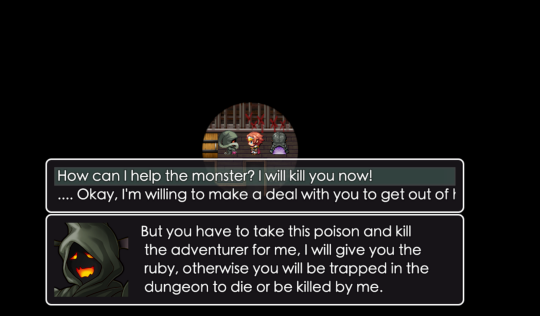 How can I help the monster? I will kill you now!
.... Okay, I'm willing to make a deal with you to get out of
But you have to take this poison and kill
the adventurer for me, I will give you the
ruby, otherwise you will be trapped in the
dungeon to die or be killed by me.